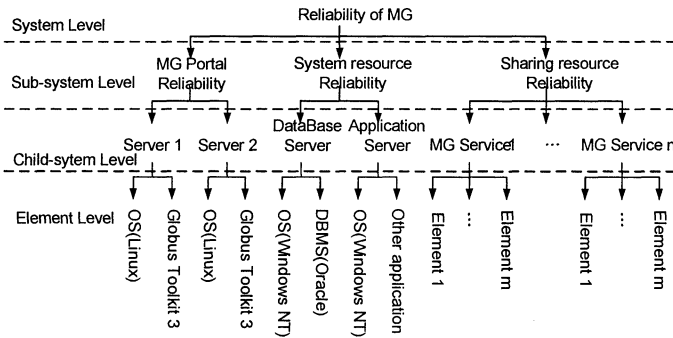 Reliability of MG
System Level
MG Portal
Reliability
System resource
Reliability
Sharing resource
Reliability
Sub-system Level
DataBase Application
Server 1
Server 2
Server
Server
MG Service1
...
MG Service n
Child-sytem Level
Element Level
OS(Linux)
Globus Toolkit 3
OS(Linux)
Globus Toolkit 3
OS(Windows NT)
DBMS(Oracle)
OS(Windows NT)
Other application
Element 1
...
Element m
Element 1
...
Element m